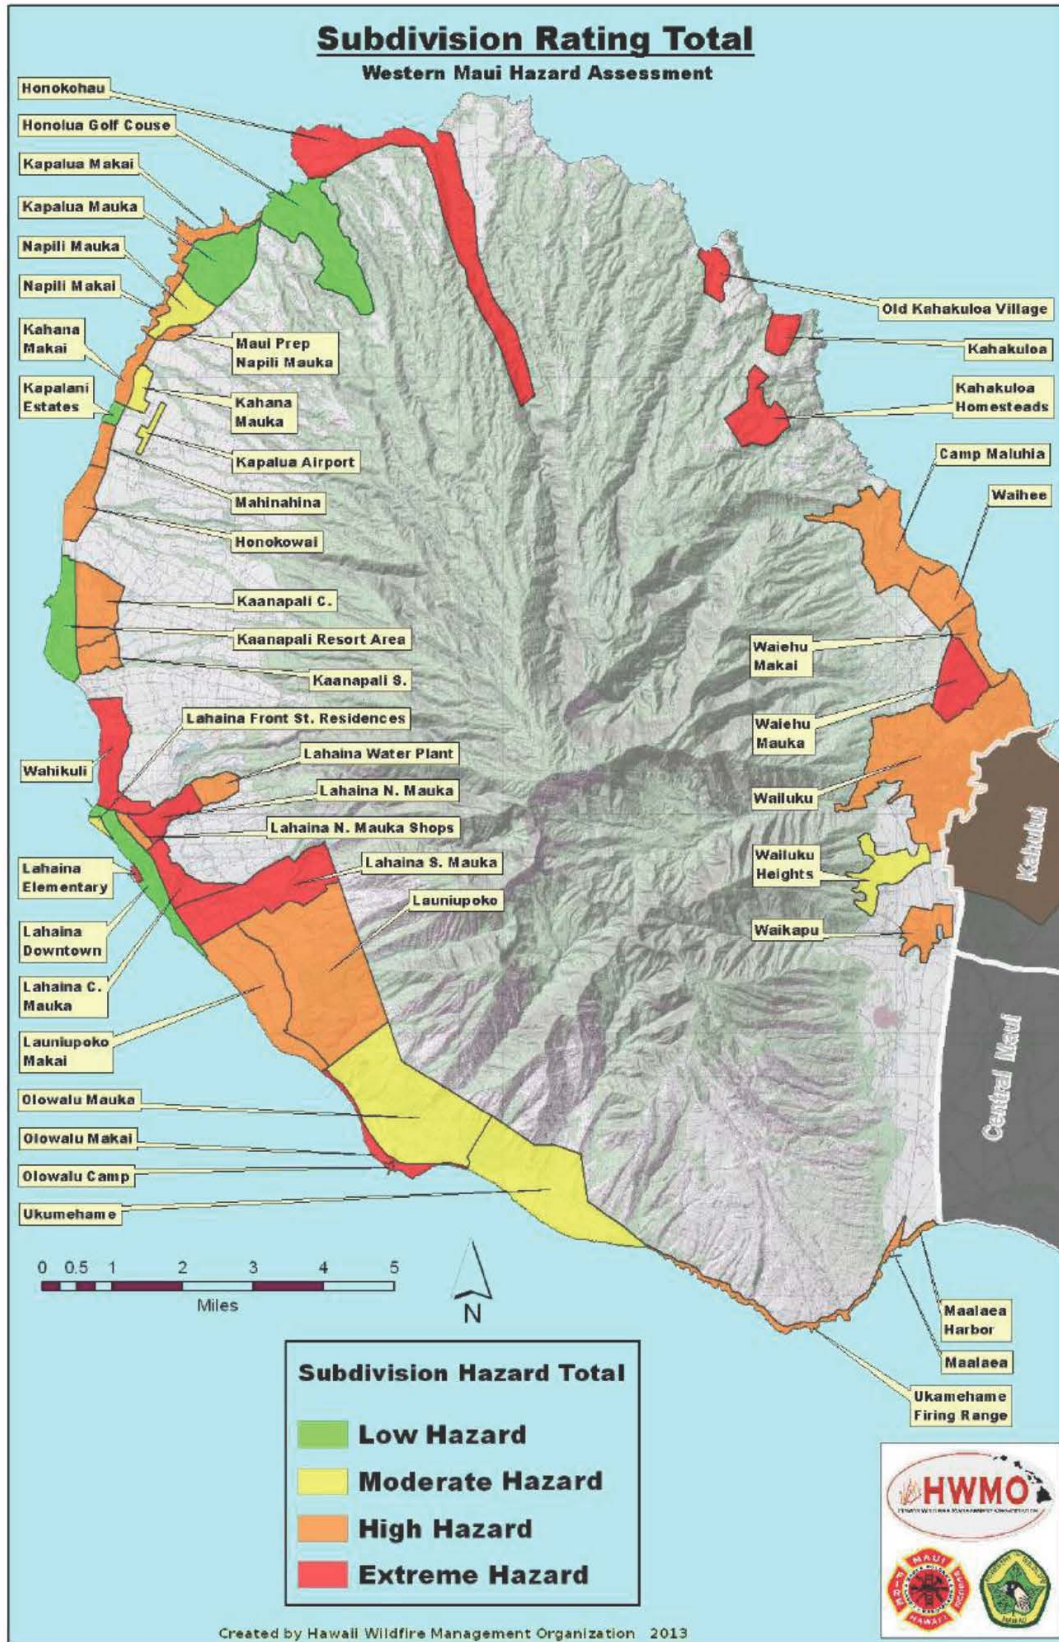 Subdivision Rating Total
Western Maui Hazard Assessment
Honokohau
Honolua Golf Couse
Kapalua Makai
Kapalua Mauka
Napili Mauka
Napili Makai
Kahana
Makai
Kapalani
Estates
Maui Prep
Napili Mauka
Kahana
Mauka
Kapalua Airport
Mahinahina
Honokowai
Kaanapali C.
Kaanapali Resort Area
Kaanapali S.
Lahaina Front St. Residences
Wahikuli
Lahaina Water Plant
Lahaina N. Mauka
Lahaina N. Mauka Shops
Lahaina S. Mauka
Launiupoko
Lahaina
Elementary
Lahaina
Downtown
Lahaina C.
Mauka
Launiupoko
Makai
Olowalu Mauka
Olowalu Makai
Olowalu Camp
Ukumehame
Old Kahakuloa Village
Kahakuloa
Kahakuloa
Homesteads
Camp Maluhia
Waihee
Waiehu
Makai
Waiehu
Mauka
Wailuku
Wailuku
Heights
Waikapu
Kahului
Central Maui
Maalaea
Harbor
Maalaea
Ukamehame
Firing Range
0 0.5 1 2 3 4 5
Miles
N
Subdivision Hazard Total
Low Hazard
Moderate Hazard
High Hazard
Extreme Hazard
HWMO
MAUI
FIRE
HAWAII
Created by Hawaii Wildfire Management Organization 2013